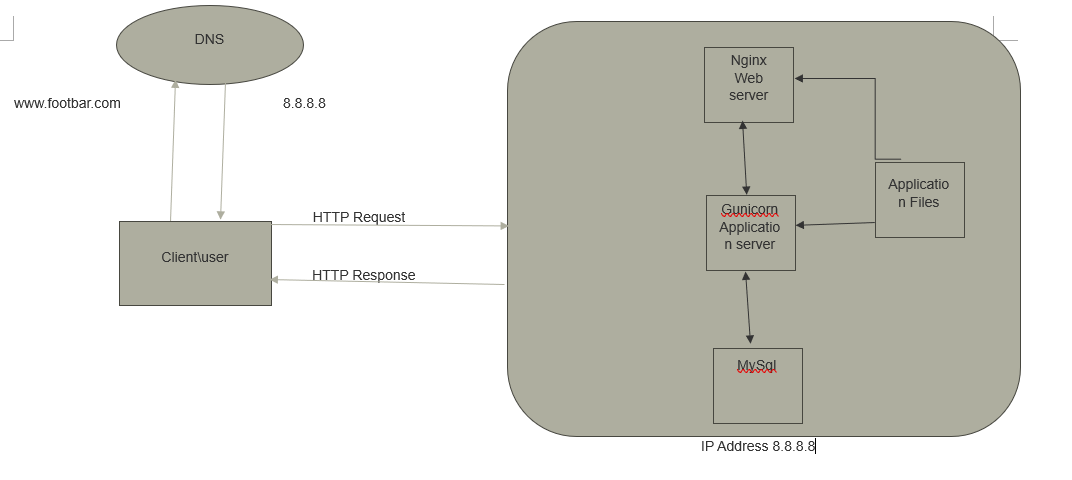 DNS
www.footbar.com
8.8.8.8
Client\user
HTTP Request
HTTP Response
Nginx
Web
server
Gunicorn
Applicatio
n server
Applicatio
n Files
MySql
IP Address 8.8.8.8